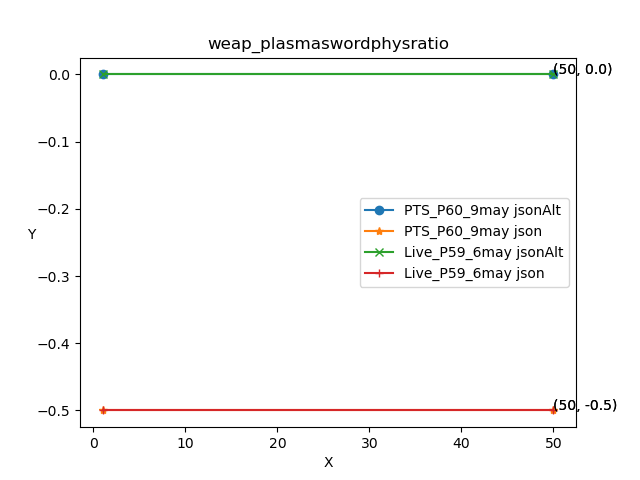 weap_plasmaswordphysratio
0.0
−0.1
−0.2
−0.3
−0.4
−0.5
Y
(50, 0.0)
PTS_P60_9may jsonAlt
PTS_P60_9may json
Live_P59_6may jsonAlt
Live_P59_6may json
(50, -0.5)
0
10
20
30
40
50
X